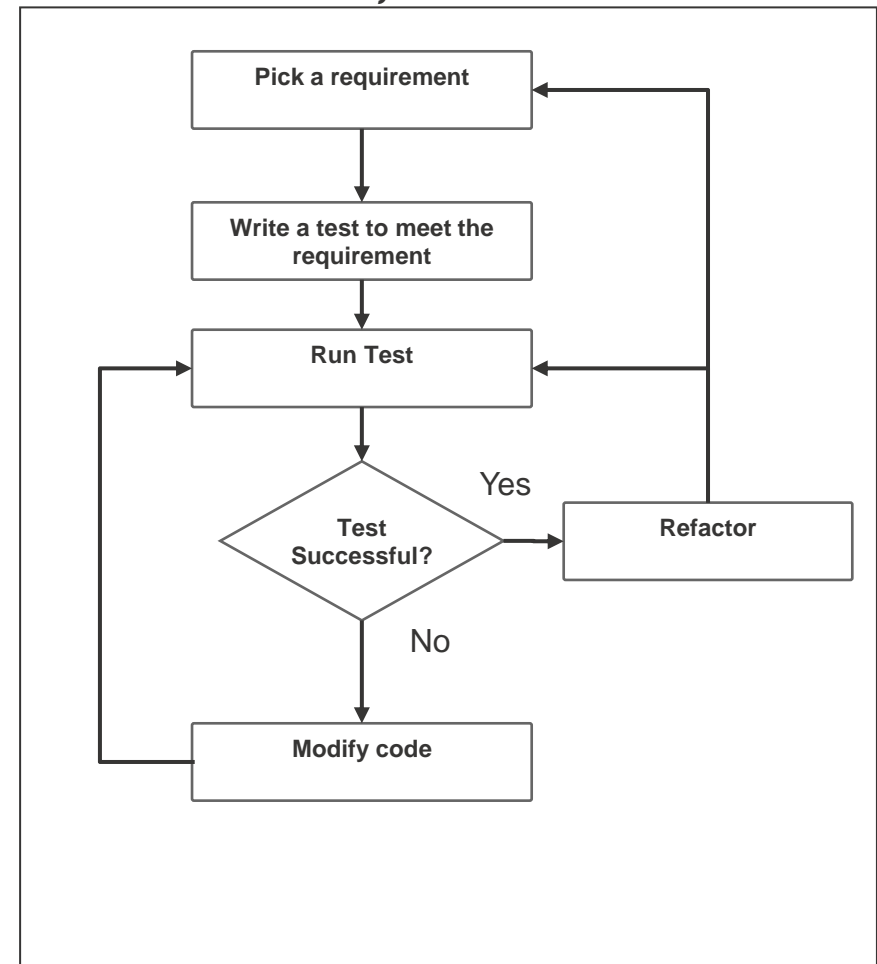 Pick a requirement
Write a test to meet the
requirement
Run Test
Yes
Test
Successful?
Refactor
No
Modify code